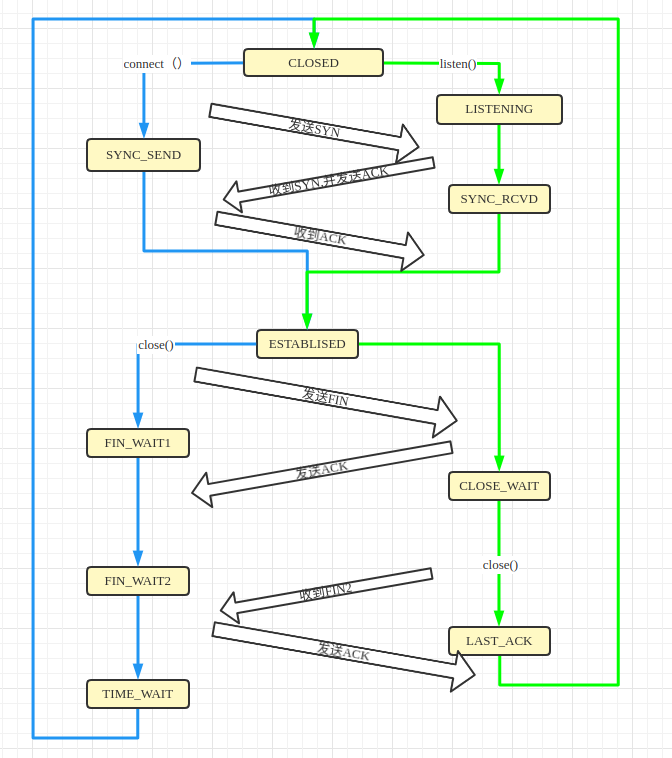 CLOSED
connect（）
listen()
LISTENING
发送SYN
SYNC_SEND
收到SYN,并发送ACK
SYNC_RCVD
收到ACK
ESTABLISED
close()
发送FIN
FIN_WAIT1
发送ACK
CLOSE_WAIT
close()
FIN_WAIT2
收到FIN2
LAST_ACK
发送ACK
TIME_WAIT